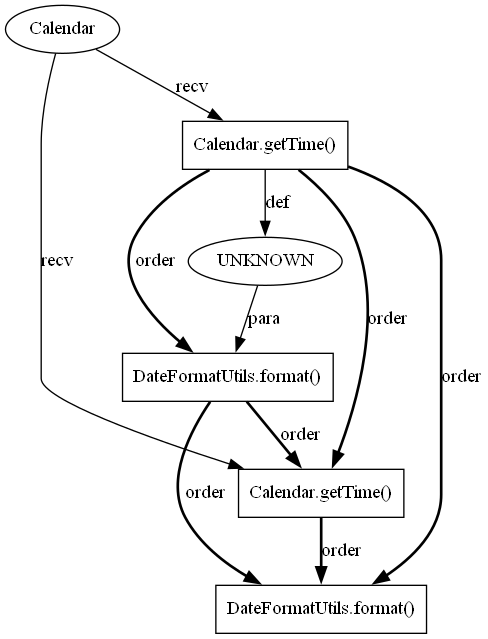 Calendar
recv
Calendar.getTime()
def
order
UNKNOWN
recv
para
order
order
DateFormatUtils.format()
order
Calendar.getTime()
order
order
DateFormatUtils.format()